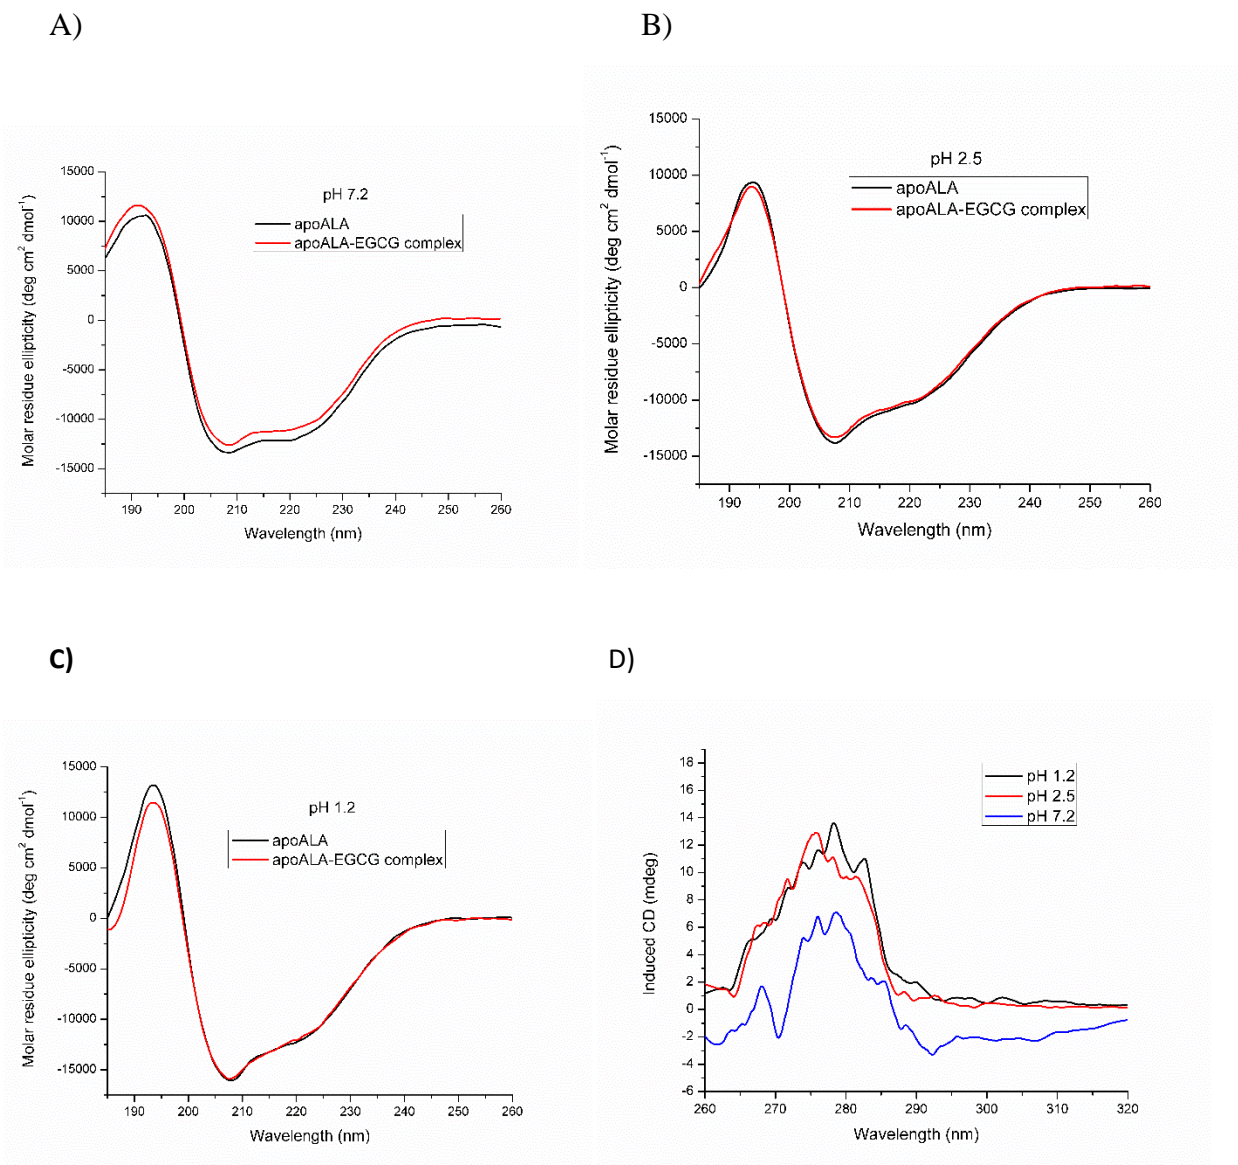 A)
B)
15000
10000
5000
0
-5000
-10000
-15000
190 200 210 220 230 240 250 260
Wavelength (nm)
Molar residue ellipticity (deg cm² dmol⁻¹)
pH 7.2
apoALA
apoALA-EGCG complex
15000
10000
5000
0
-5000
-10000
-15000
190 200 210 220 230 240 250 260
Wavelength (nm)
Molar residue ellipticity (deg cm² dmol⁻¹)
pH 2.5
apoALA
apoALA-EGCG complex
C)
D)
15000
10000
5000
0
-5000
-10000
-15000
190 200 210 220 230 240 250 260
Wavelength (nm)
Molar residue ellipticity (deg cm² dmol⁻¹)
pH 1.2
apoALA
apoALA-EGCG complex
18
16
14
12
10
8
6
4
2
0
-2
-4
-6
260 270 280 290 300 310 320
Wavelength (nm)
Induced CD (mdeg)
pH 1.2
pH 2.5
pH 7.2